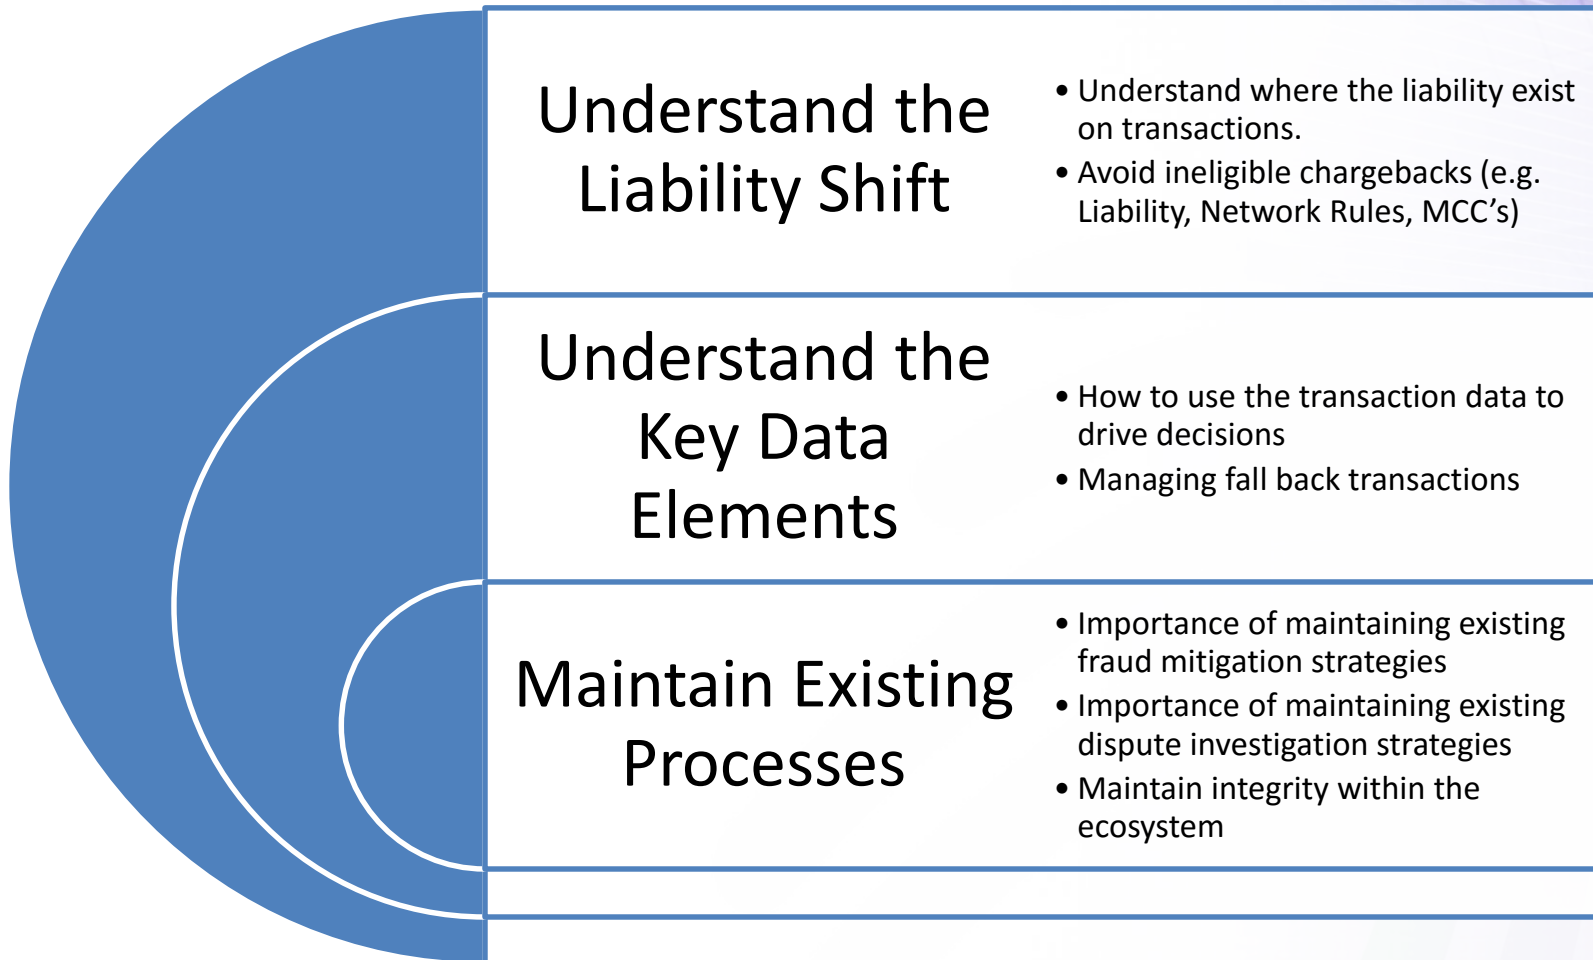 Understand the
Liability Shift
• Understand where the liability exist
on transactions.
• Avoid ineligible chargebacks (e.g.
Liability, Network Rules, MCC’s)
Understand the
Key Data
Elements
• How to use the transaction data to
drive decisions
• Managing fall back transactions
Maintain Existing
Processes
• Importance of maintaining existing
fraud mitigation strategies
• Importance of maintaining existing
dispute investigation strategies
• Maintain integrity within the
ecosystem